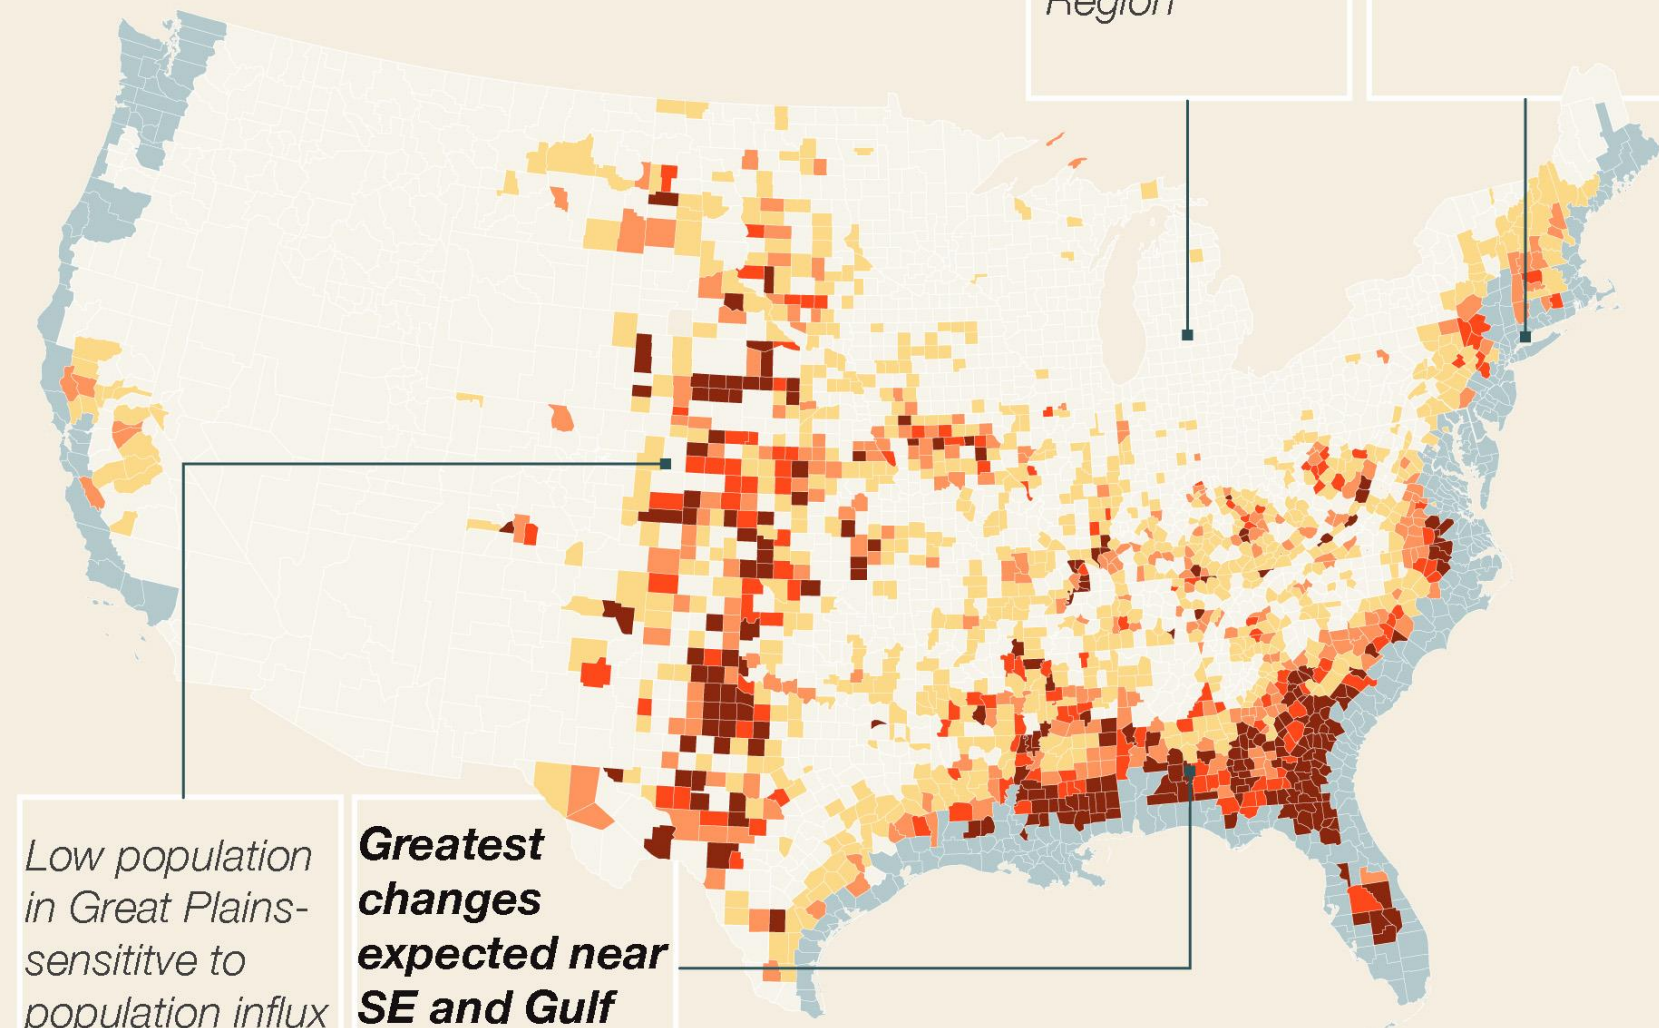 Region
Low population
in Great Plains-
sensititve to
population influx
Greatest
changes
expected near
SE and Gulf